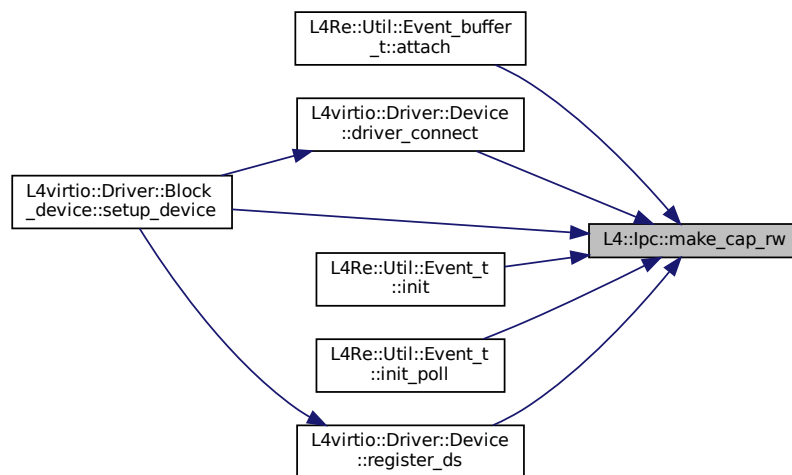 L4Re::Util::Event_buffer
_t::attach
L4virtio::Driver::Device
::driver_connect
L4virtio::Driver::Block
_device::setup_device
L4::Ipc::make_cap_rw
L4Re::Util::Event_t
::init
L4Re::Util::Event_t
::init_poll
L4virtio::Driver::Device
::register_ds